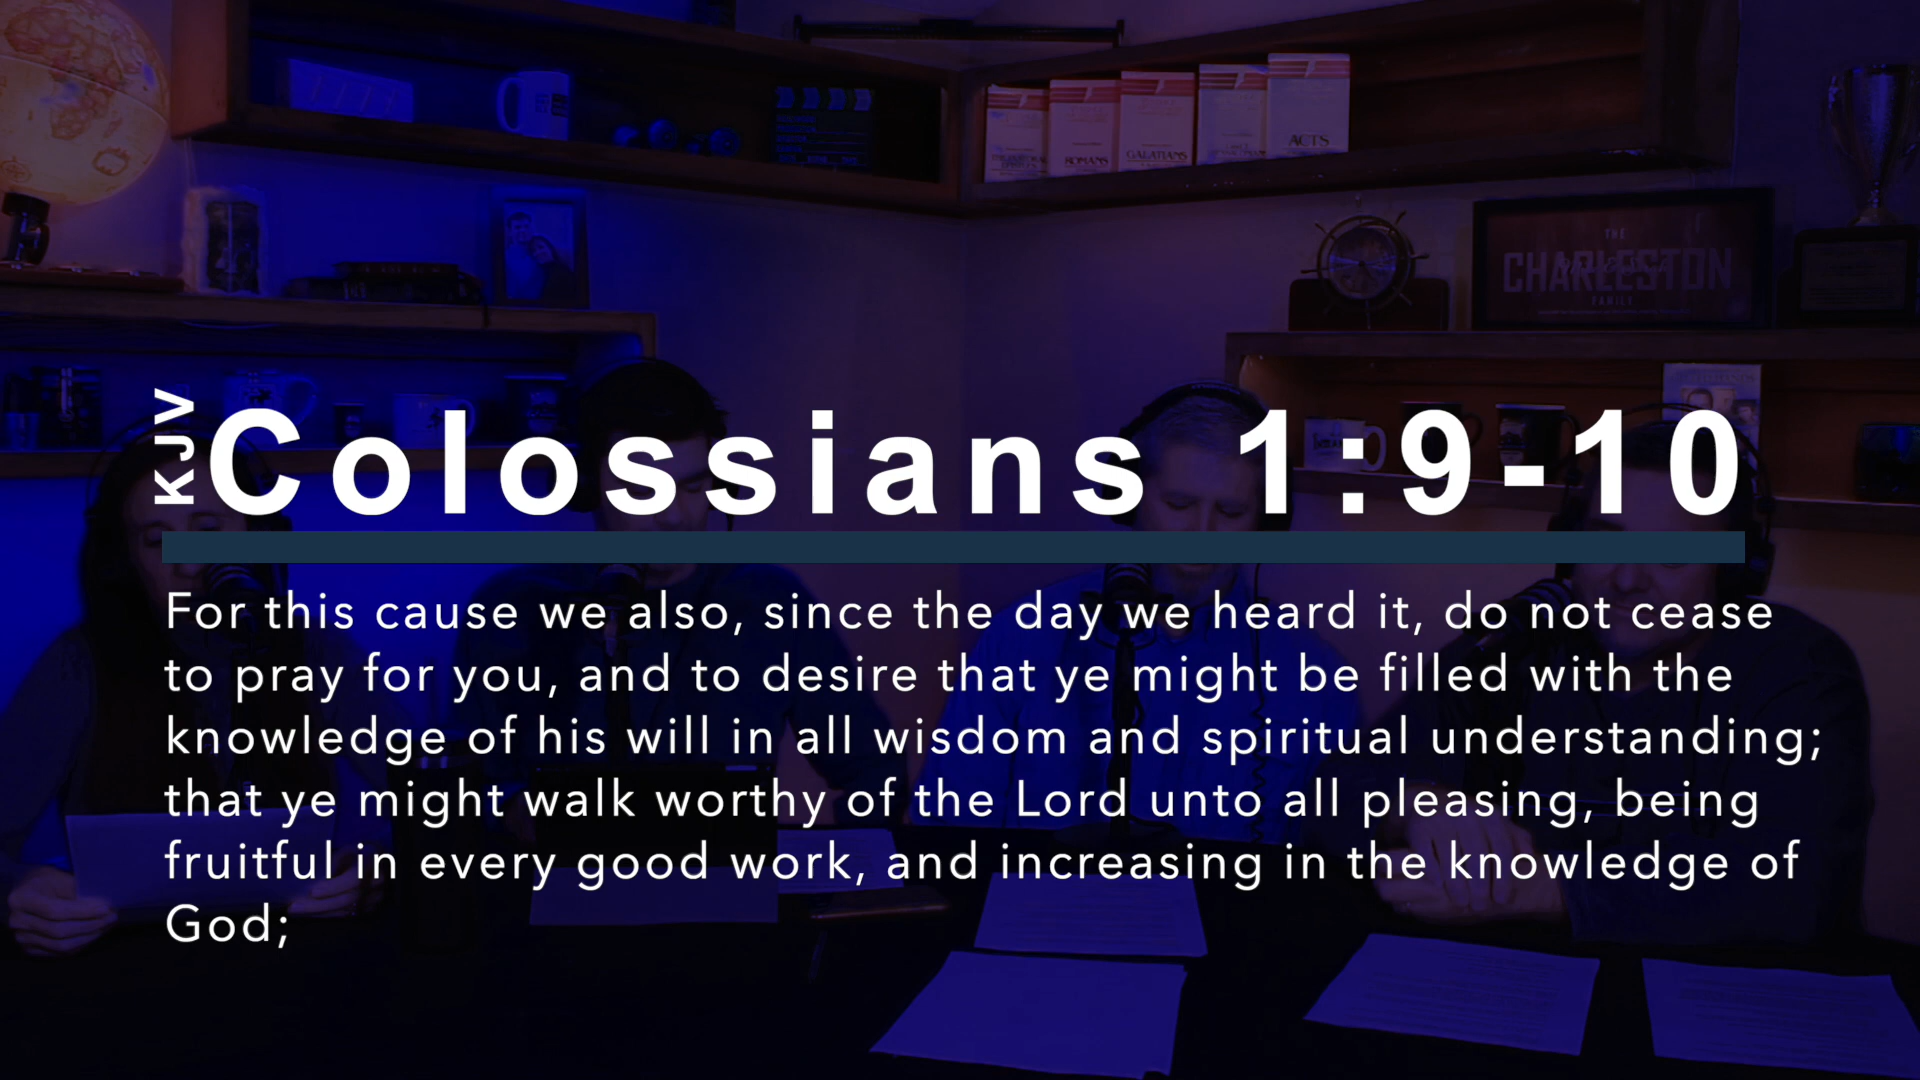 ROMANS
GALATIANS
ACTS
THE
CHARLESTON
FAMILY
KJV
Colossians 1:9-10
For this cause we also, since the day we heard it, do not cease
to pray for you, and to desire that ye might be filled with the
knowledge of his will in all wisdom and spiritual understanding;
that ye might walk worthy of the Lord unto all pleasing, being
fruitful in every good work, and increasing in the knowledge of
God;